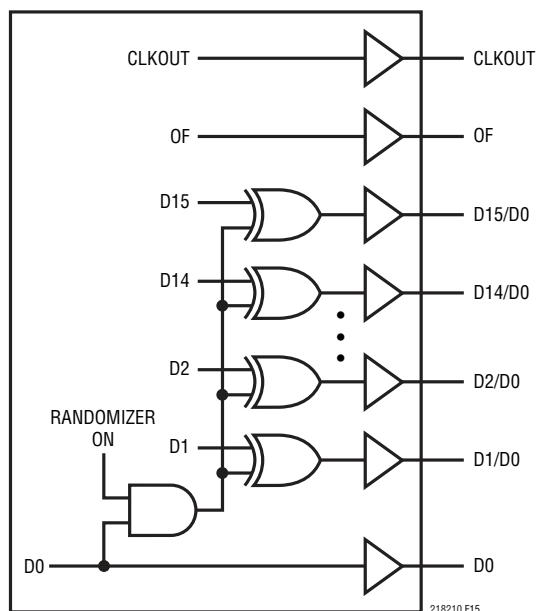 CLKOUT CLKOUT
OF OF
D15 D15/D0
D14 D14/D0
D2 D2/D0
RANDOMIZER
ON
D1 D1/D0
D0 D0
218210 F15